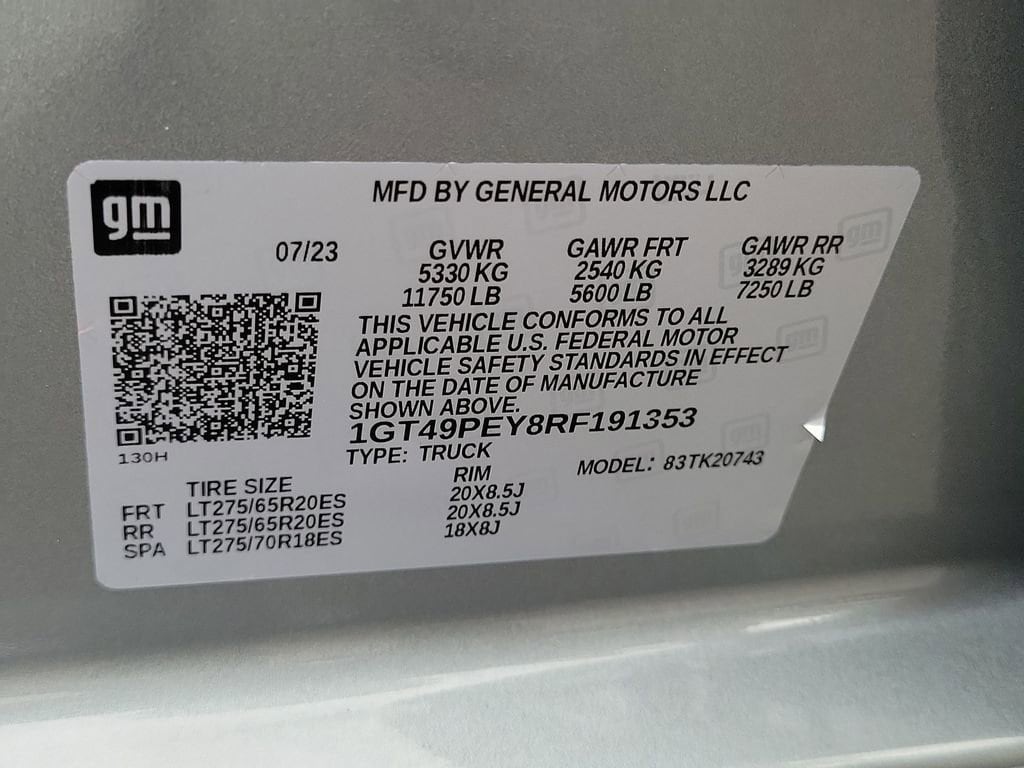 gm
MFD BY GENERAL MOTORS LLC
07/23 GVWR GAWR FRT GAWR RR
5330 KG 2540 KG 3289 KG
11750 LB 5600 LB 7250 LB
THIS VEHICLE CONFORMS TO ALL
APPLICABLE U.S. FEDERAL MOTOR
VEHICLE SAFETY STANDARDS IN EFFECT
ON THE DATE OF MANUFACTURE
SHOWN ABOVE.
1GT49PEY8RF191353
130H
TYPE: TRUCK MODEL: 83TK20743
TIRE SIZE RIM
FRT LT275/65R20ES 20X8.5J
RR LT275/65R20ES 20X8.5J
SPA LT275/70R18ES 18X8J